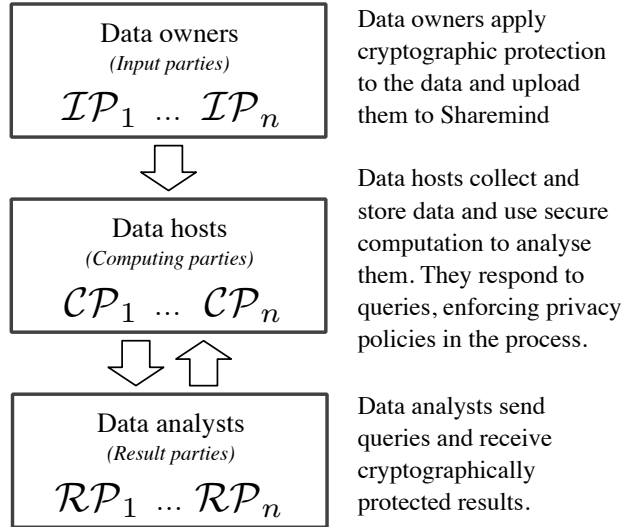 Data owners
(Input parties)
𝓘𝓟₁ ... 𝓘𝓟ₙ
Data owners apply
cryptographic protection
to the data and upload
them to Sharemind
Data hosts
(Computing parties)
𝓒𝓟₁ ... 𝓒𝓟ₙ
Data hosts collect and
store data and use secure
computation to analyse
them. They respond to
queries, enforcing privacy
policies in the process.
Data analysts
(Result parties)
𝓡𝓟₁ ... 𝓡𝓟ₙ
Data analysts send
queries and receive
cryptographically
protected results.